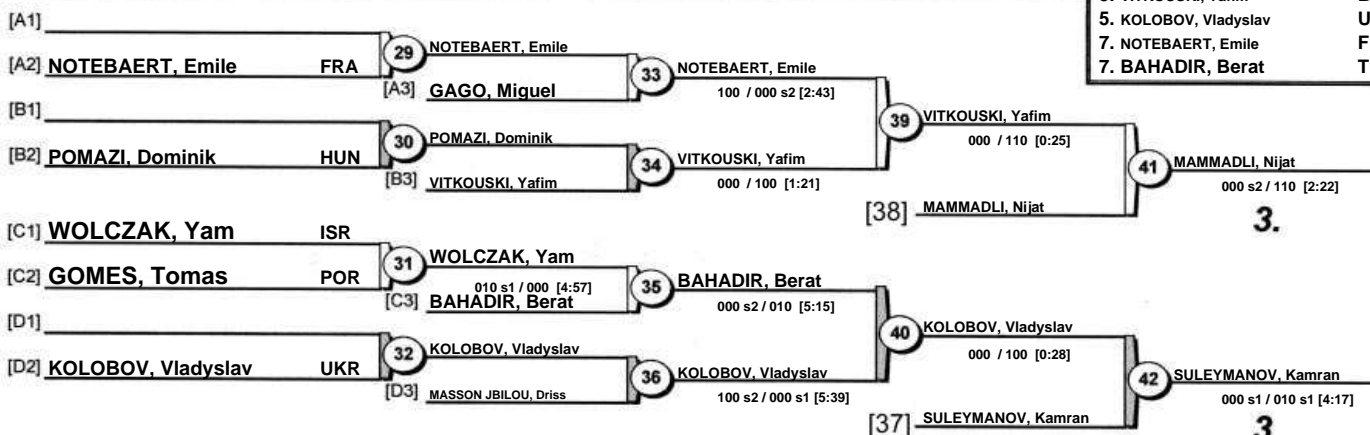 5. KOLOBOV, Vladyslav U
7. NOTEBAERT, Emile F
7. BAHADIR, Berat T
[A1]
[A2] NOTEBAERT, Emile FRA
29
NOTEBAERT, Emile
[A3] GAGO, Miguel
33
NOTEBAERT, Emile
100 / 000 s2 [2:43]
[B1]
[B2] POMAZI, Dominik HUN
30
POMAZI, Dominik
[B3] VITKOUSKI, Yafim
34
VITKOUSKI, Yafim
000 / 100 [1:21]
39
VITKOUSKI, Yafim
000 / 110 [0:25]
[38] MAMMADLI, Nijat
41
MAMMADLI, Nijat
000 s2 / 110 [2:22]
3.
[C1] WOLCZAK, Yam ISR
[C2] GOMES, Tomas POR
31
WOLCZAK, Yam
010 s1 / 000 [4:57]
[C3] BAHADIR, Berat
35
BAHADIR, Berat
000 s2 / 010 [5:15]
[D1]
[D2] KOLOBOV, Vladyslav UKR
32
KOLOBOV, Vladyslav
[D3] MASSON JBILOU, Driss
36
KOLOBOV, Vladyslav
100 s2 / 000 s1 [5:39]
40
KOLOBOV, Vladyslav
000 / 100 [0:28]
[37] SULEYMANOV, Kamran
42
SULEYMANOV, Kamran
000 s1 / 010 s1 [4:17]
3